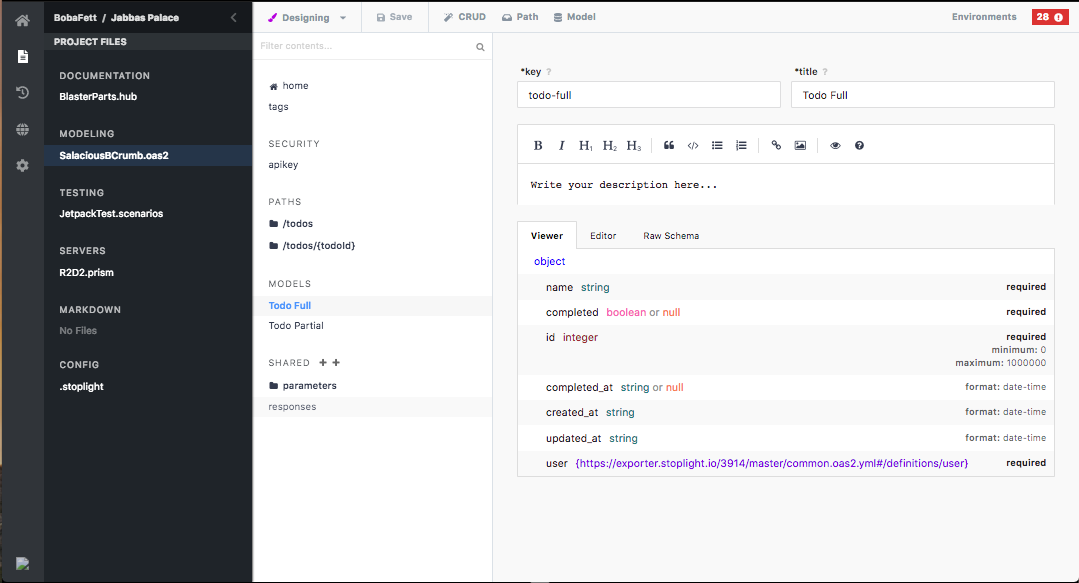 BobaFett / Jabbas Palace
Designing
Save
CRUD
Path
Model
Environments
28
PROJECT FILES
DOCUMENTATION
BlasterParts.hub
MODELING
SalaciousBCrumb.oas2
TESTING
JetpackTest.scenarios
SERVERS
R2D2.prism
MARKDOWN
No Files
CONFIG
.stoplight
Filter contents...
home
tags
SECURITY
apikey
PATHS
/todos
/todos/{todoId}
MODELS
Todo Full
Todo Partial
SHARED + +
parameters
responses
*key ?
todo-full
*title ?
Todo Full
B I H1 H2 H3
Write your description here...
Viewer
Editor
Raw Schema
object
name string required
completed boolean or null required
id integer required
minimum: 0
maximum: 1000000
completed_at string or null format: date-time
created_at string format: date-time
updated_at string format: date-time
user {https://exporter.stoplight.io/3914/master/common.oas2.yml#/definitions/user} required